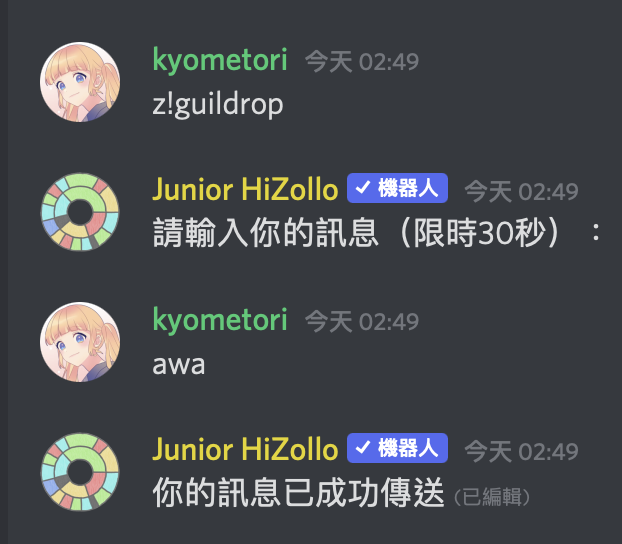 kyometori 今天 02:49
z!guildrop
Junior HiZollo ✓ 機器人 今天 02:49
請輸入你的訊息（限時30秒）：
kyometori 今天 02:49
awa
Junior HiZollo ✓ 機器人 今天 02:49
你的訊息已成功傳送（已編輯）